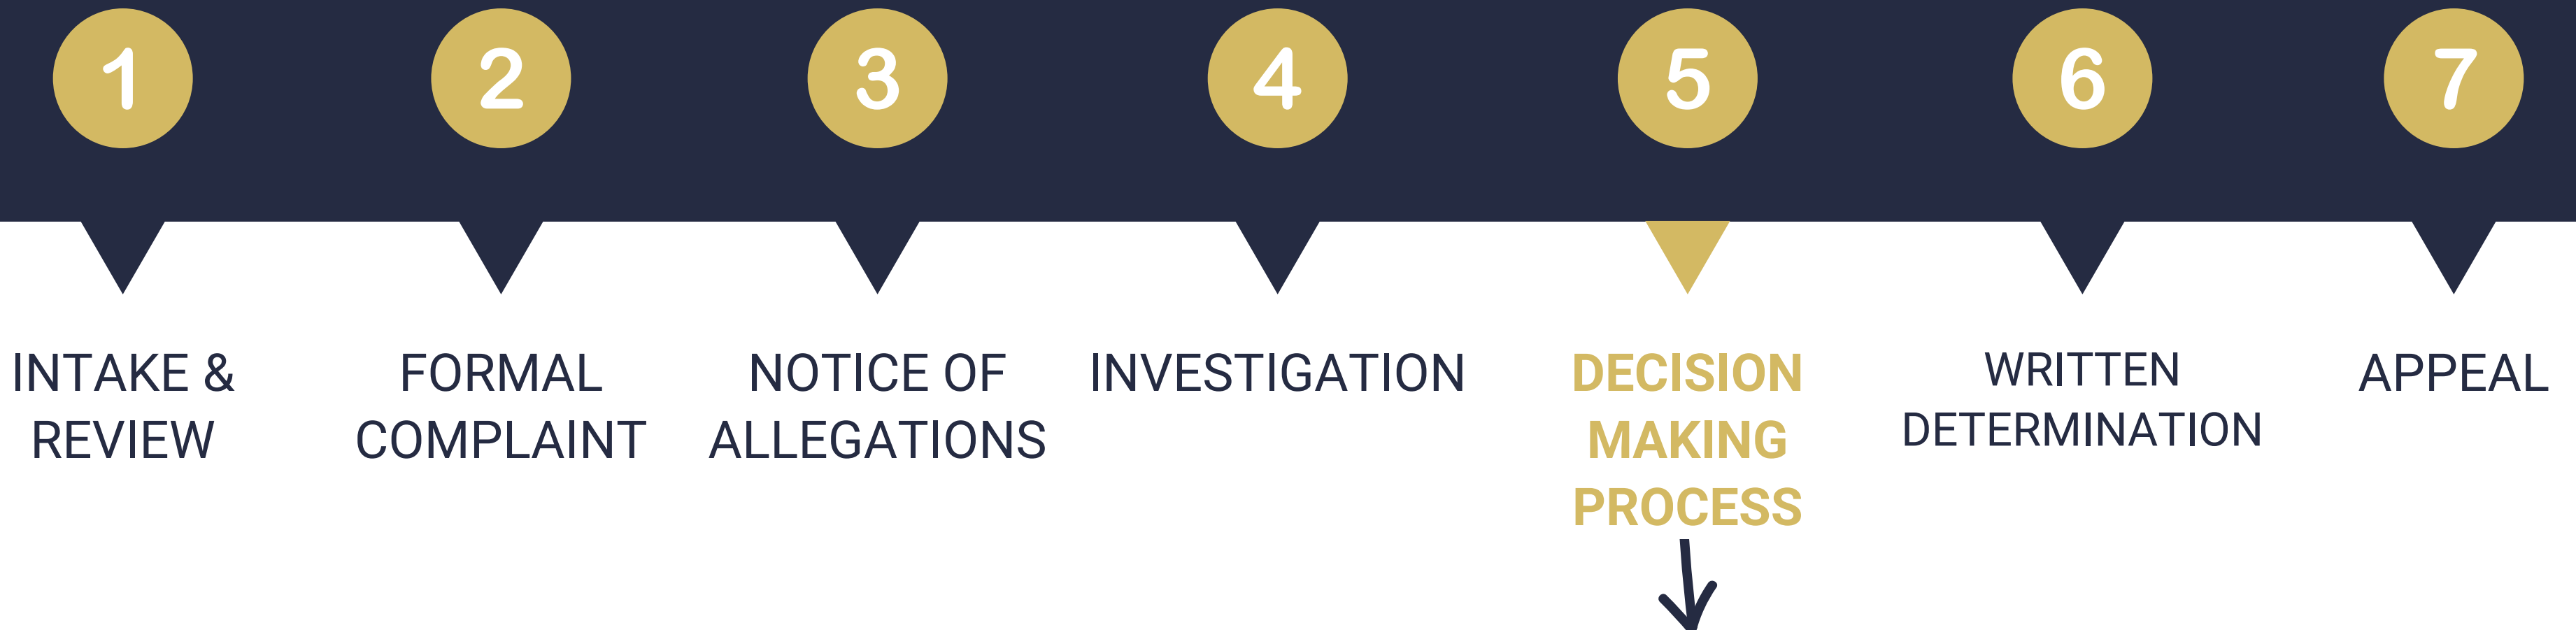 1
2
3
4
5
6
7
INTAKE &
REVIEW
FORMAL
COMPLAINT
NOTICE OF
ALLEGATIONS
INVESTIGATION
DECISION
MAKING
PROCESS
WRITTEN
DETERMINATION
APPEAL